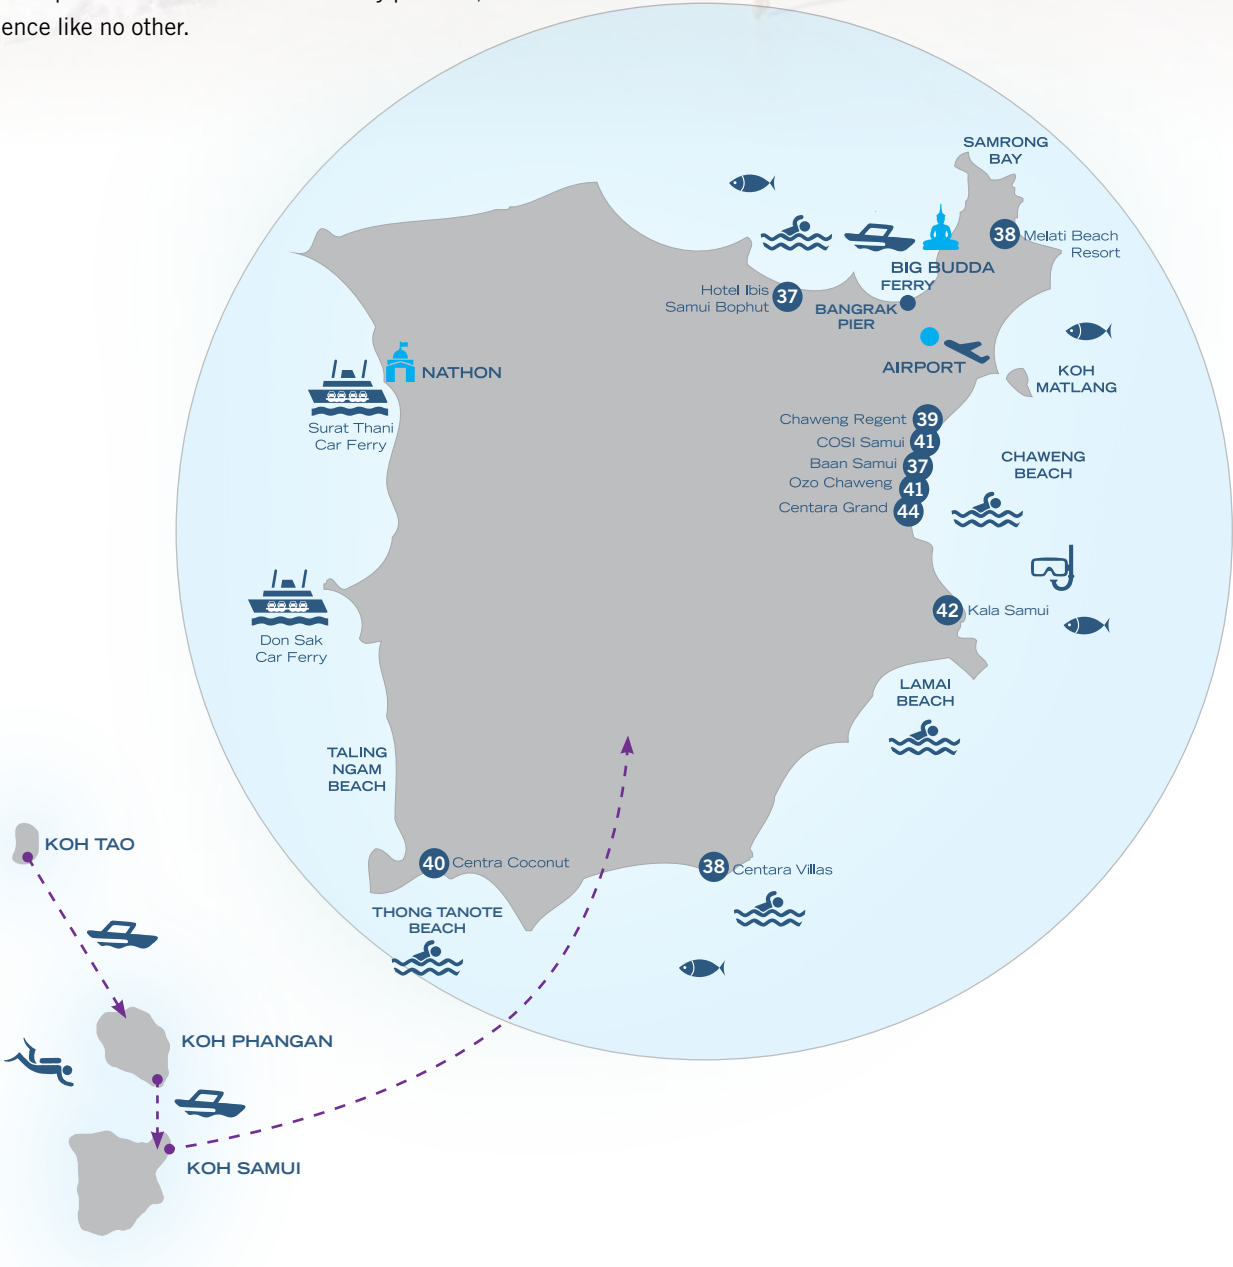 ence like no other.
SAMRONG
BAY
38 Melati Beach
Resort
BIG BUDDA
FERRY
Hotel Ibis
Samui Bophut
37
BANGRAK
PIER
AIRPORT
KOH
MATLANG
NATHON
Surat Thani
Car Ferry
Chaweng Regent 39
COSI Samui 41
Baan Samui 37
Ozo Chaweng 41
Centara Grand 44
CHAWENG
BEACH
Don Sak
Car Ferry
42 Kala Samui
LAMAI
BEACH
TALING
NGAM
BEACH
KOH TAO
40 Centra Coconut
38 Centara Villas
THONG TANOTE
BEACH
KOH PHANGAN
KOH SAMUI